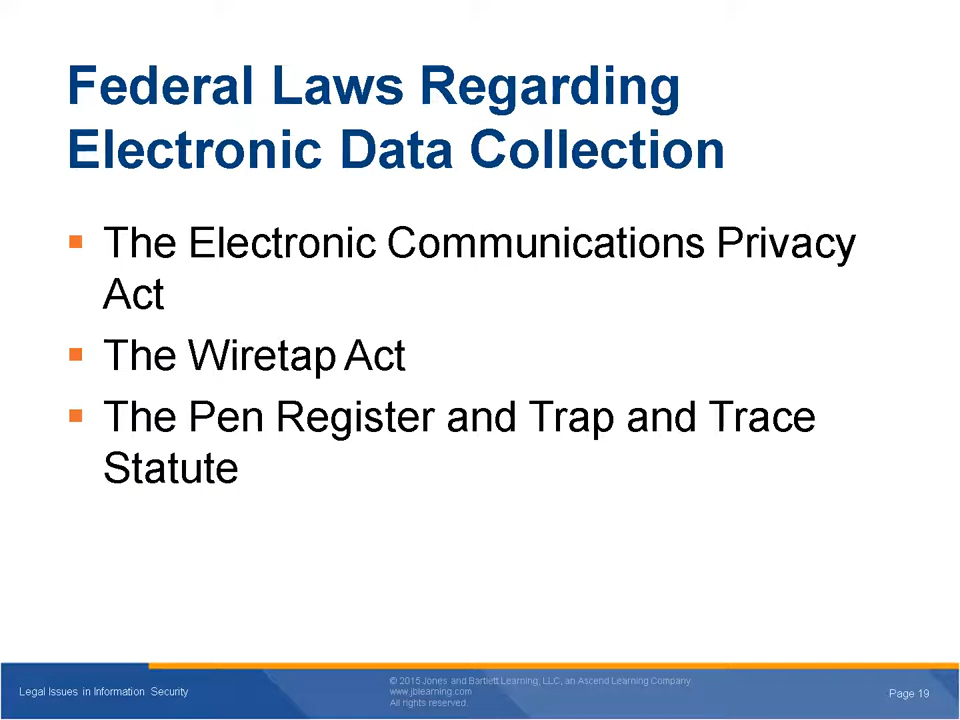 Federal Laws Regarding
Electronic Data Collection
The Electronic Communications Privacy
Act
The Wiretap Act
The Pen Register and Trap and Trace
Statute
Legal Issues in Information Security
© 2015 Jones and Bartlett Learning, LLC, an Ascend Learning Company
www.jblearning.com
All rights reserved.
Page 19